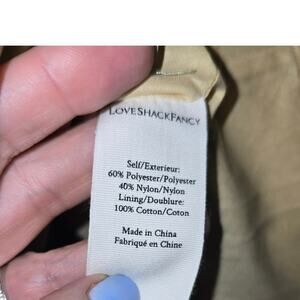 LOVESHACKFANCY
Self/Exterieur:
60% Polyester/Polyester
40% Nylon/Nylon
Lining/Doublure:
100% Cotton/Coton
Made in China
Fabriqué en Chine